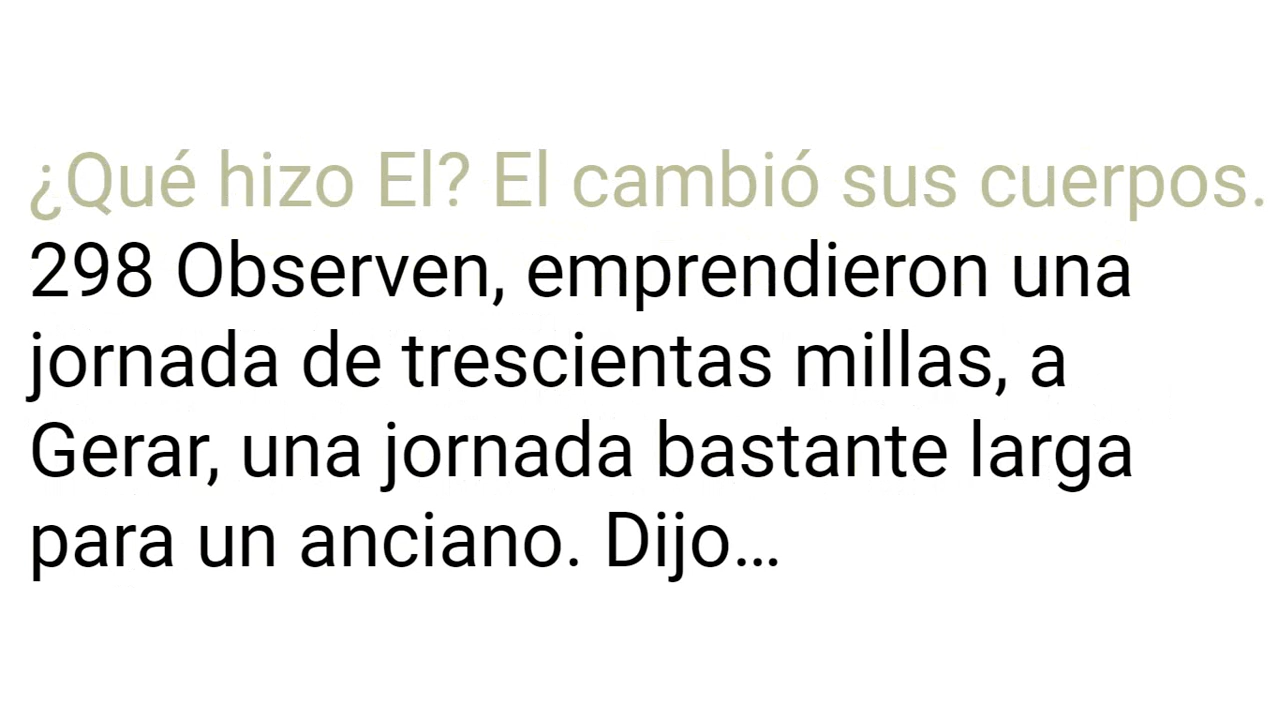 ¿Qué hizo El? El cambió sus cuerpos.
298 Observen, emprendieron una
jornada de trescientas millas, a
Gerar, una jornada bastante larga
para un anciano. Dijo…